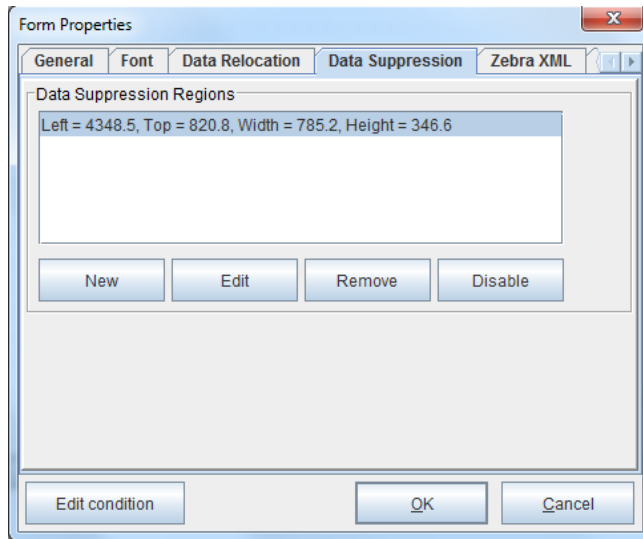 Form Properties
General Font Data Relocation Data Suppression Zebra XML
Data Suppression Regions
Left = 4348.5, Top = 820.8, Width = 785.2, Height = 346.6
New Edit Remove Disable
Edit condition OK Cancel